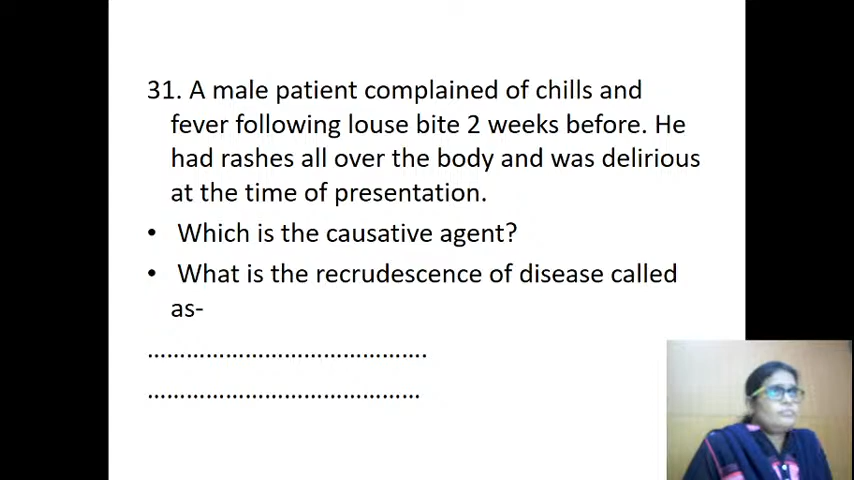 31. A male patient complained of chills and
fever following louse bite 2 weeks before. He
had rashes all over the body and was delirious
at the time of presentation.
• Which is the causative agent?
• What is the recrudescence of disease called
as-
…………………………………….
……………………………………